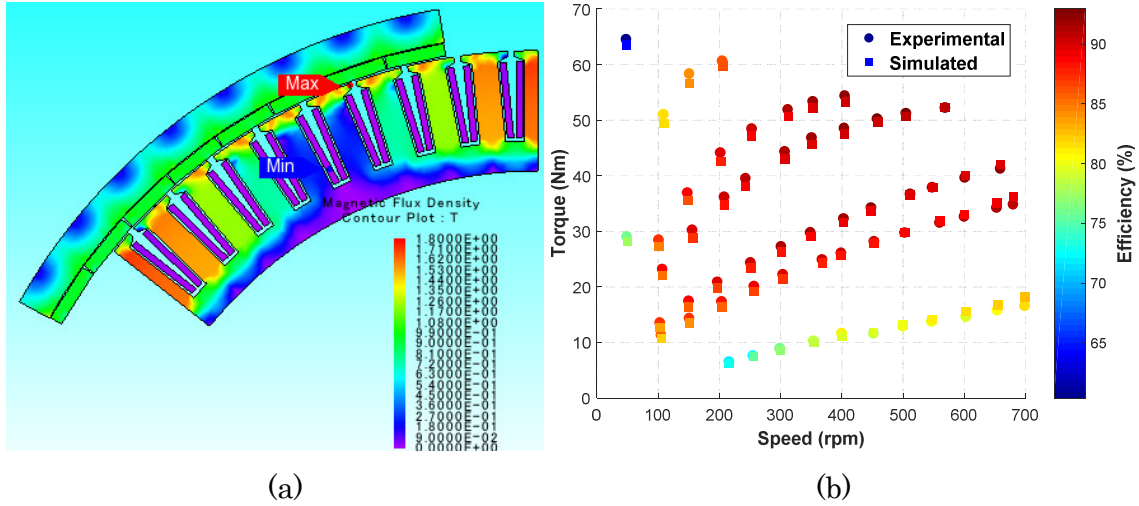 Max
Min
Magnetic Flux Density
Contour Plot : T
1.8000E+00
1.7100E+00
1.6200E+00
1.5300E+00
1.4400E+00
1.3500E+00
1.2600E+00
1.1700E+00
1.0800E+00
9.9000E-01
9.0000E-01
8.1000E-01
7.2000E-01
6.3000E-01
5.4000E-01
4.5000E-01
3.6000E-01
2.7000E-01
1.8000E-01
9.0000E-02
0.0000E+00
(a)
70
60
50
40
30
20
10
0
Torque (Nm)
0 100 200 300 400 500 600 700
Speed (rpm)
Experimental
Simulated
90
85
80
75
70
65
Efficiency (%)
(b)